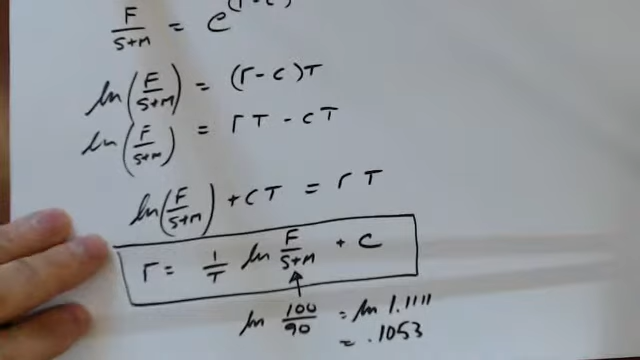 F/(S+m) = e^(r-c)
ln(F/(S+m)) = (r-c)T
ln(F/(S+m)) = rT - cT
ln(F/(S+m)) + cT = rT
r = 1/T ln F/(S+m) + c
ln 100/90 = ln 1.1111
= .1053